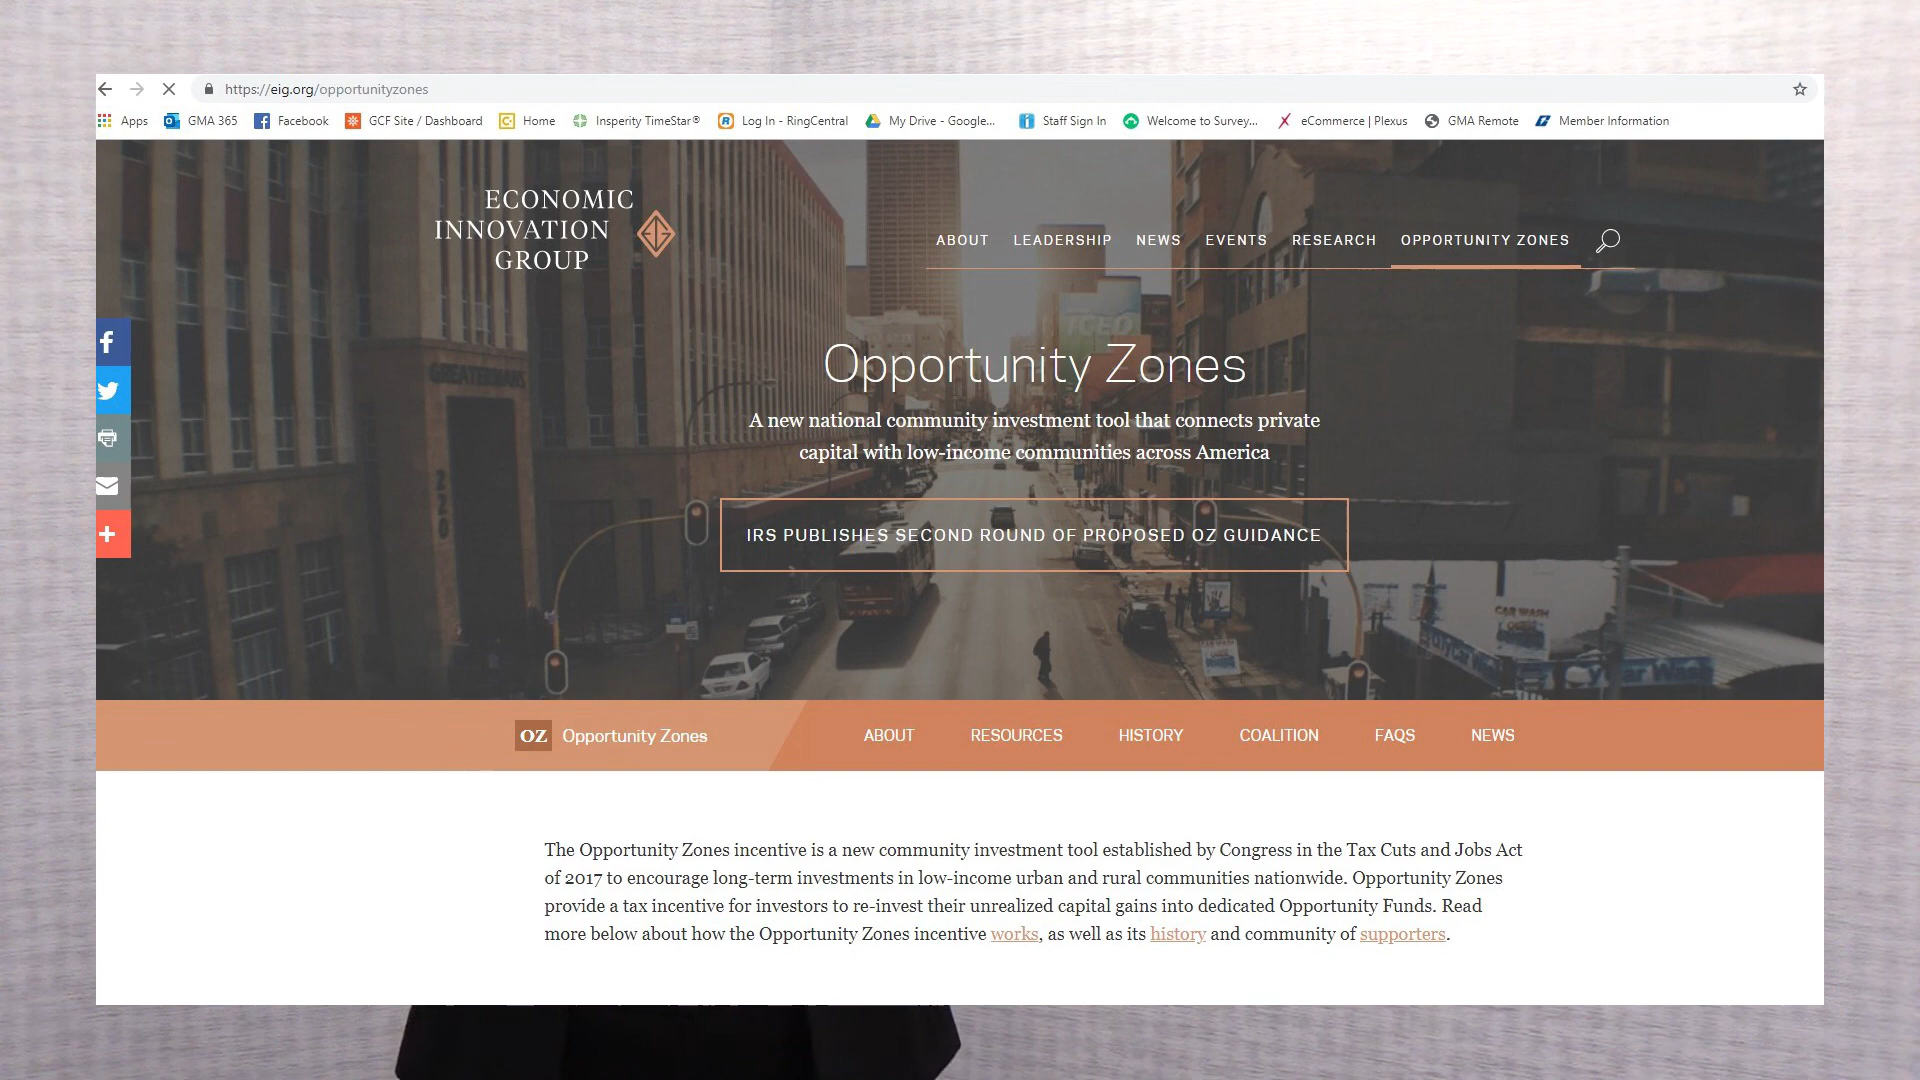 https://eig.org/opportunityzones
Apps GMA 365 Facebook GCF Site / Dashboard Home Insperity TimeStar® Log In - RingCentral My Drive - Google... Staff Sign In Welcome to Survey... eCommerce | Plexus GMA Remote Member Information
ECONOMIC
INNOVATION
GROUP
ABOUT LEADERSHIP NEWS EVENTS RESEARCH OPPORTUNITY ZONES
Opportunity Zones
A new national community investment tool that connects private
capital with low-income communities across America
IRS PUBLISHES SECOND ROUND OF PROPOSED OZ GUIDANCE
220
CAR WASH
OZ Opportunity Zones ABOUT RESOURCES HISTORY COALITION FAQS NEWS
The Opportunity Zones incentive is a new community investment tool established by Congress in the Tax Cuts and Jobs Act
of 2017 to encourage long-term investments in low-income urban and rural communities nationwide. Opportunity Zones
provide a tax incentive for investors to re-invest their unrealized capital gains into dedicated Opportunity Funds. Read
more below about how the Opportunity Zones incentive works, as well as its history and community of supporters.